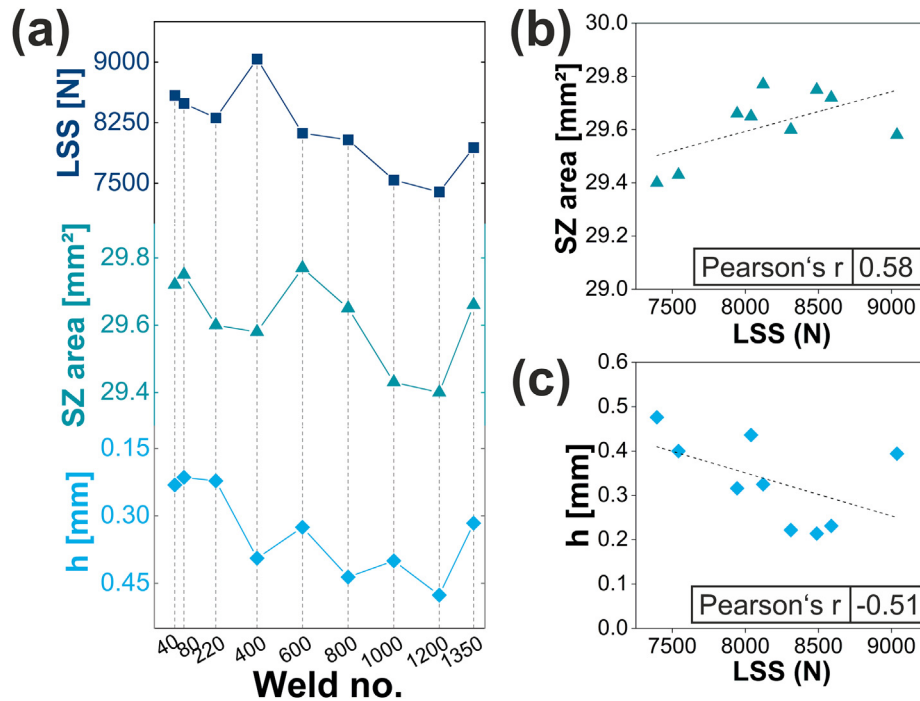 (a)
LSS [N]
9000
8250
7500
SZ area [mm²]
29.8
29.6
29.4
h [mm]
0.15
0.30
0.45
40 80 220 400 600 800 1000 1200 1350
Weld no.
(b)
SZ area [mm²]
30.0
29.8
29.6
29.4
29.2
29.0
Pearson‘s r 0.58
7500 8000 8500 9000
LSS (N)
(c)
h [mm]
0.6
0.5
0.4
0.3
0.2
0.1
0.0
Pearson‘s r -0.51
7500 8000 8500 9000
LSS (N)